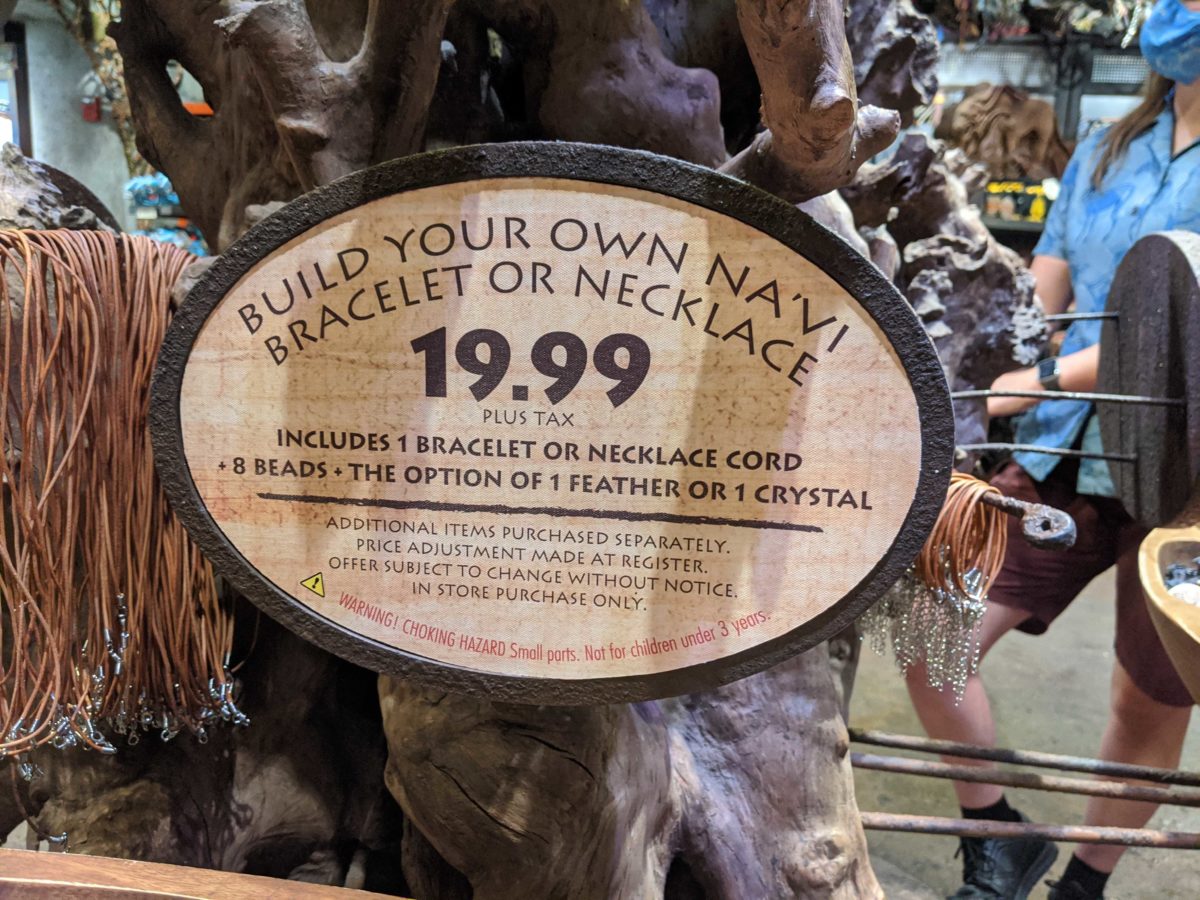 BUILD YOUR OWN NA'VI
BRACELET OR NECKLACE
19.99
PLUS TAX
INCLUDES 1 BRACELET OR NECKLACE CORD
+ 8 BEADS + THE OPTION OF 1 FEATHER OR 1 CRYSTAL
ADDITIONAL ITEMS PURCHASED SEPARATELY.
PRICE ADJUSTMENT MADE AT REGISTER.
OFFER SUBJECT TO CHANGE WITHOUT NOTICE.
IN STORE PURCHASE ONLY.
WARNING! CHOKING HAZARD Small parts. Not for children under 3 years.